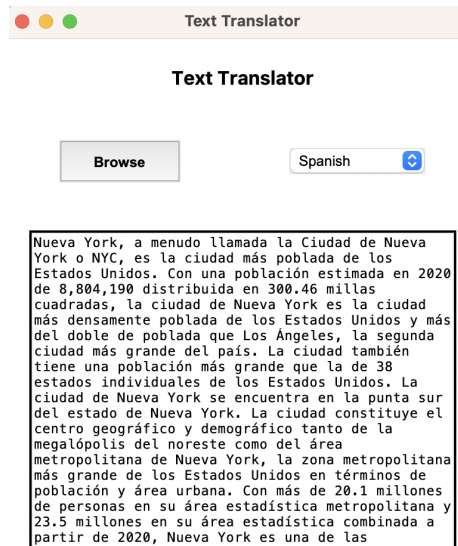 Text Translator
Text Translator
Browse
Spanish
Nueva York, a menudo llamada la Ciudad de Nueva
York o NYC, es la ciudad más poblada de los
Estados Unidos. Con una población estimada en 2020
de 8,804,190 distribuida en 300.46 millas
cuadradas, la ciudad de Nueva York es la ciudad
más densamente poblada de los Estados Unidos y más
del doble de poblada que Los Ángeles, la segunda
ciudad más grande del país. La ciudad también
tiene una población más grande que la de 38
estados individuales de los Estados Unidos. La
ciudad de Nueva York se encuentra en la punta sur
del estado de Nueva York. La ciudad constituye el
centro geográfico y demográfico tanto de la
megalópolis del noreste como del área
metropolitana de Nueva York, la zona metropolitana
más grande de los Estados Unidos en términos de
población y área urbana. Con más de 20.1 millones
de personas en su área estadística metropolitana y
23.5 millones en su área estadística combinada a
partir de 2020, Nueva York es una de las